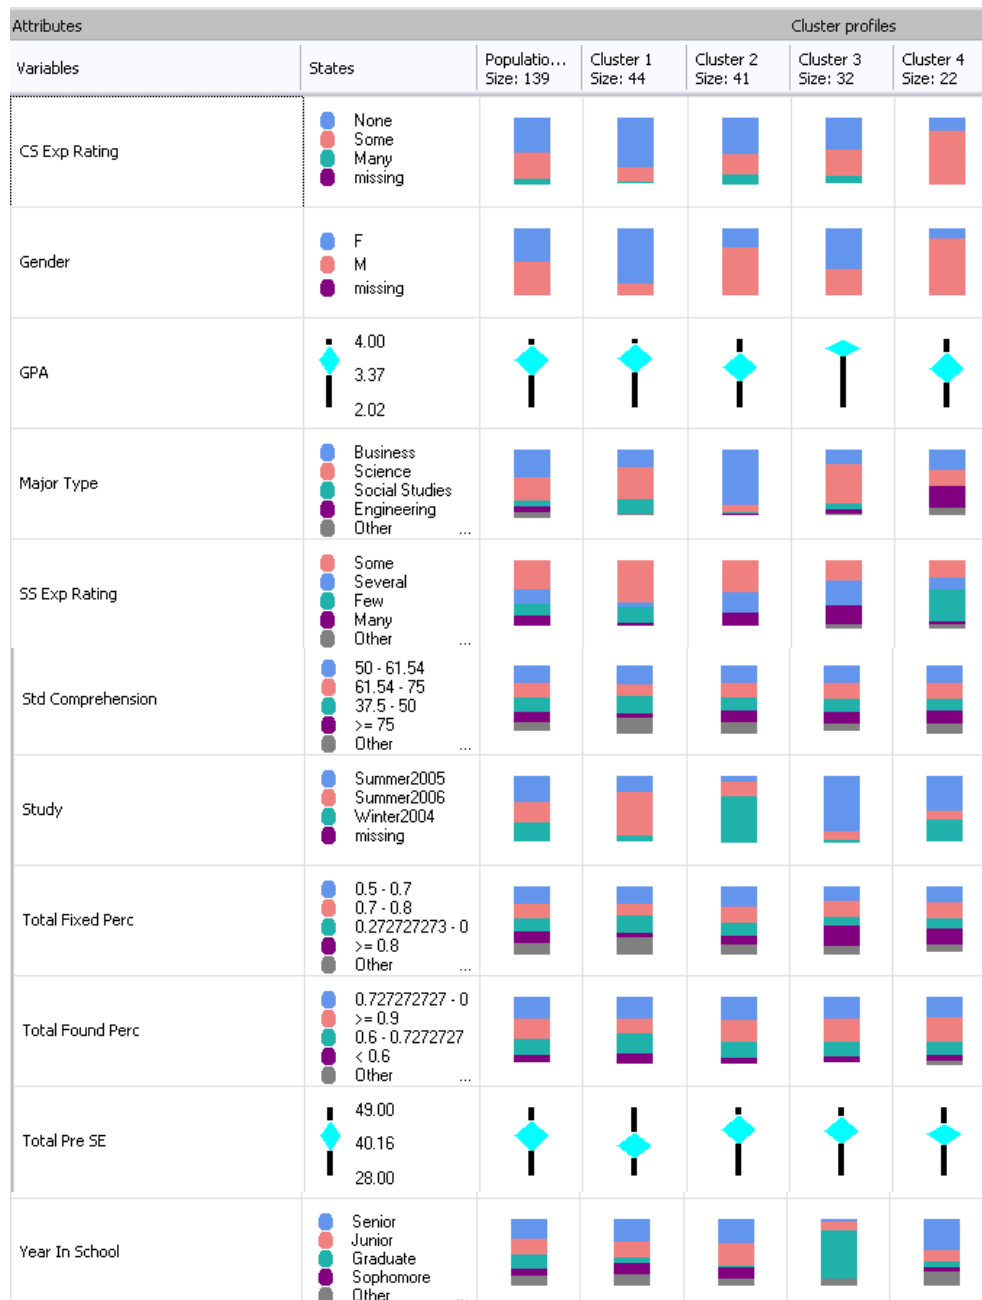 Attributes Cluster profiles
Variables States Populatio... Cluster 1 Cluster 2 Cluster 3 Cluster 4
Size: 139 Size: 44 Size: 41 Size: 32 Size: 22
CS Exp Rating
None
Some
Many
missing
Gender
F
M
missing
GPA
4.00
3.37
2.02
Major Type
Business
Science
Social Studies
Engineering
Other ...
SS Exp Rating
Some
Several
Few
Many
Other ...
Std Comprehension
50 - 61.54
61.54 - 75
37.5 - 50
>= 75
Other ...
Study
Summer2005
Summer2006
Winter2004
missing
Total Fixed Perc
0.5 - 0.7
0.7 - 0.8
0.272727273 - 0
>= 0.8
Other ...
Total Found Perc
0.727272727 - 0
>= 0.9
0.6 - 0.7272727
< 0.6
Other ...
Total Pre SE
49.00
40.16
28.00
Year In School
Senior
Junior
Graduate
Sophomore
Other ...